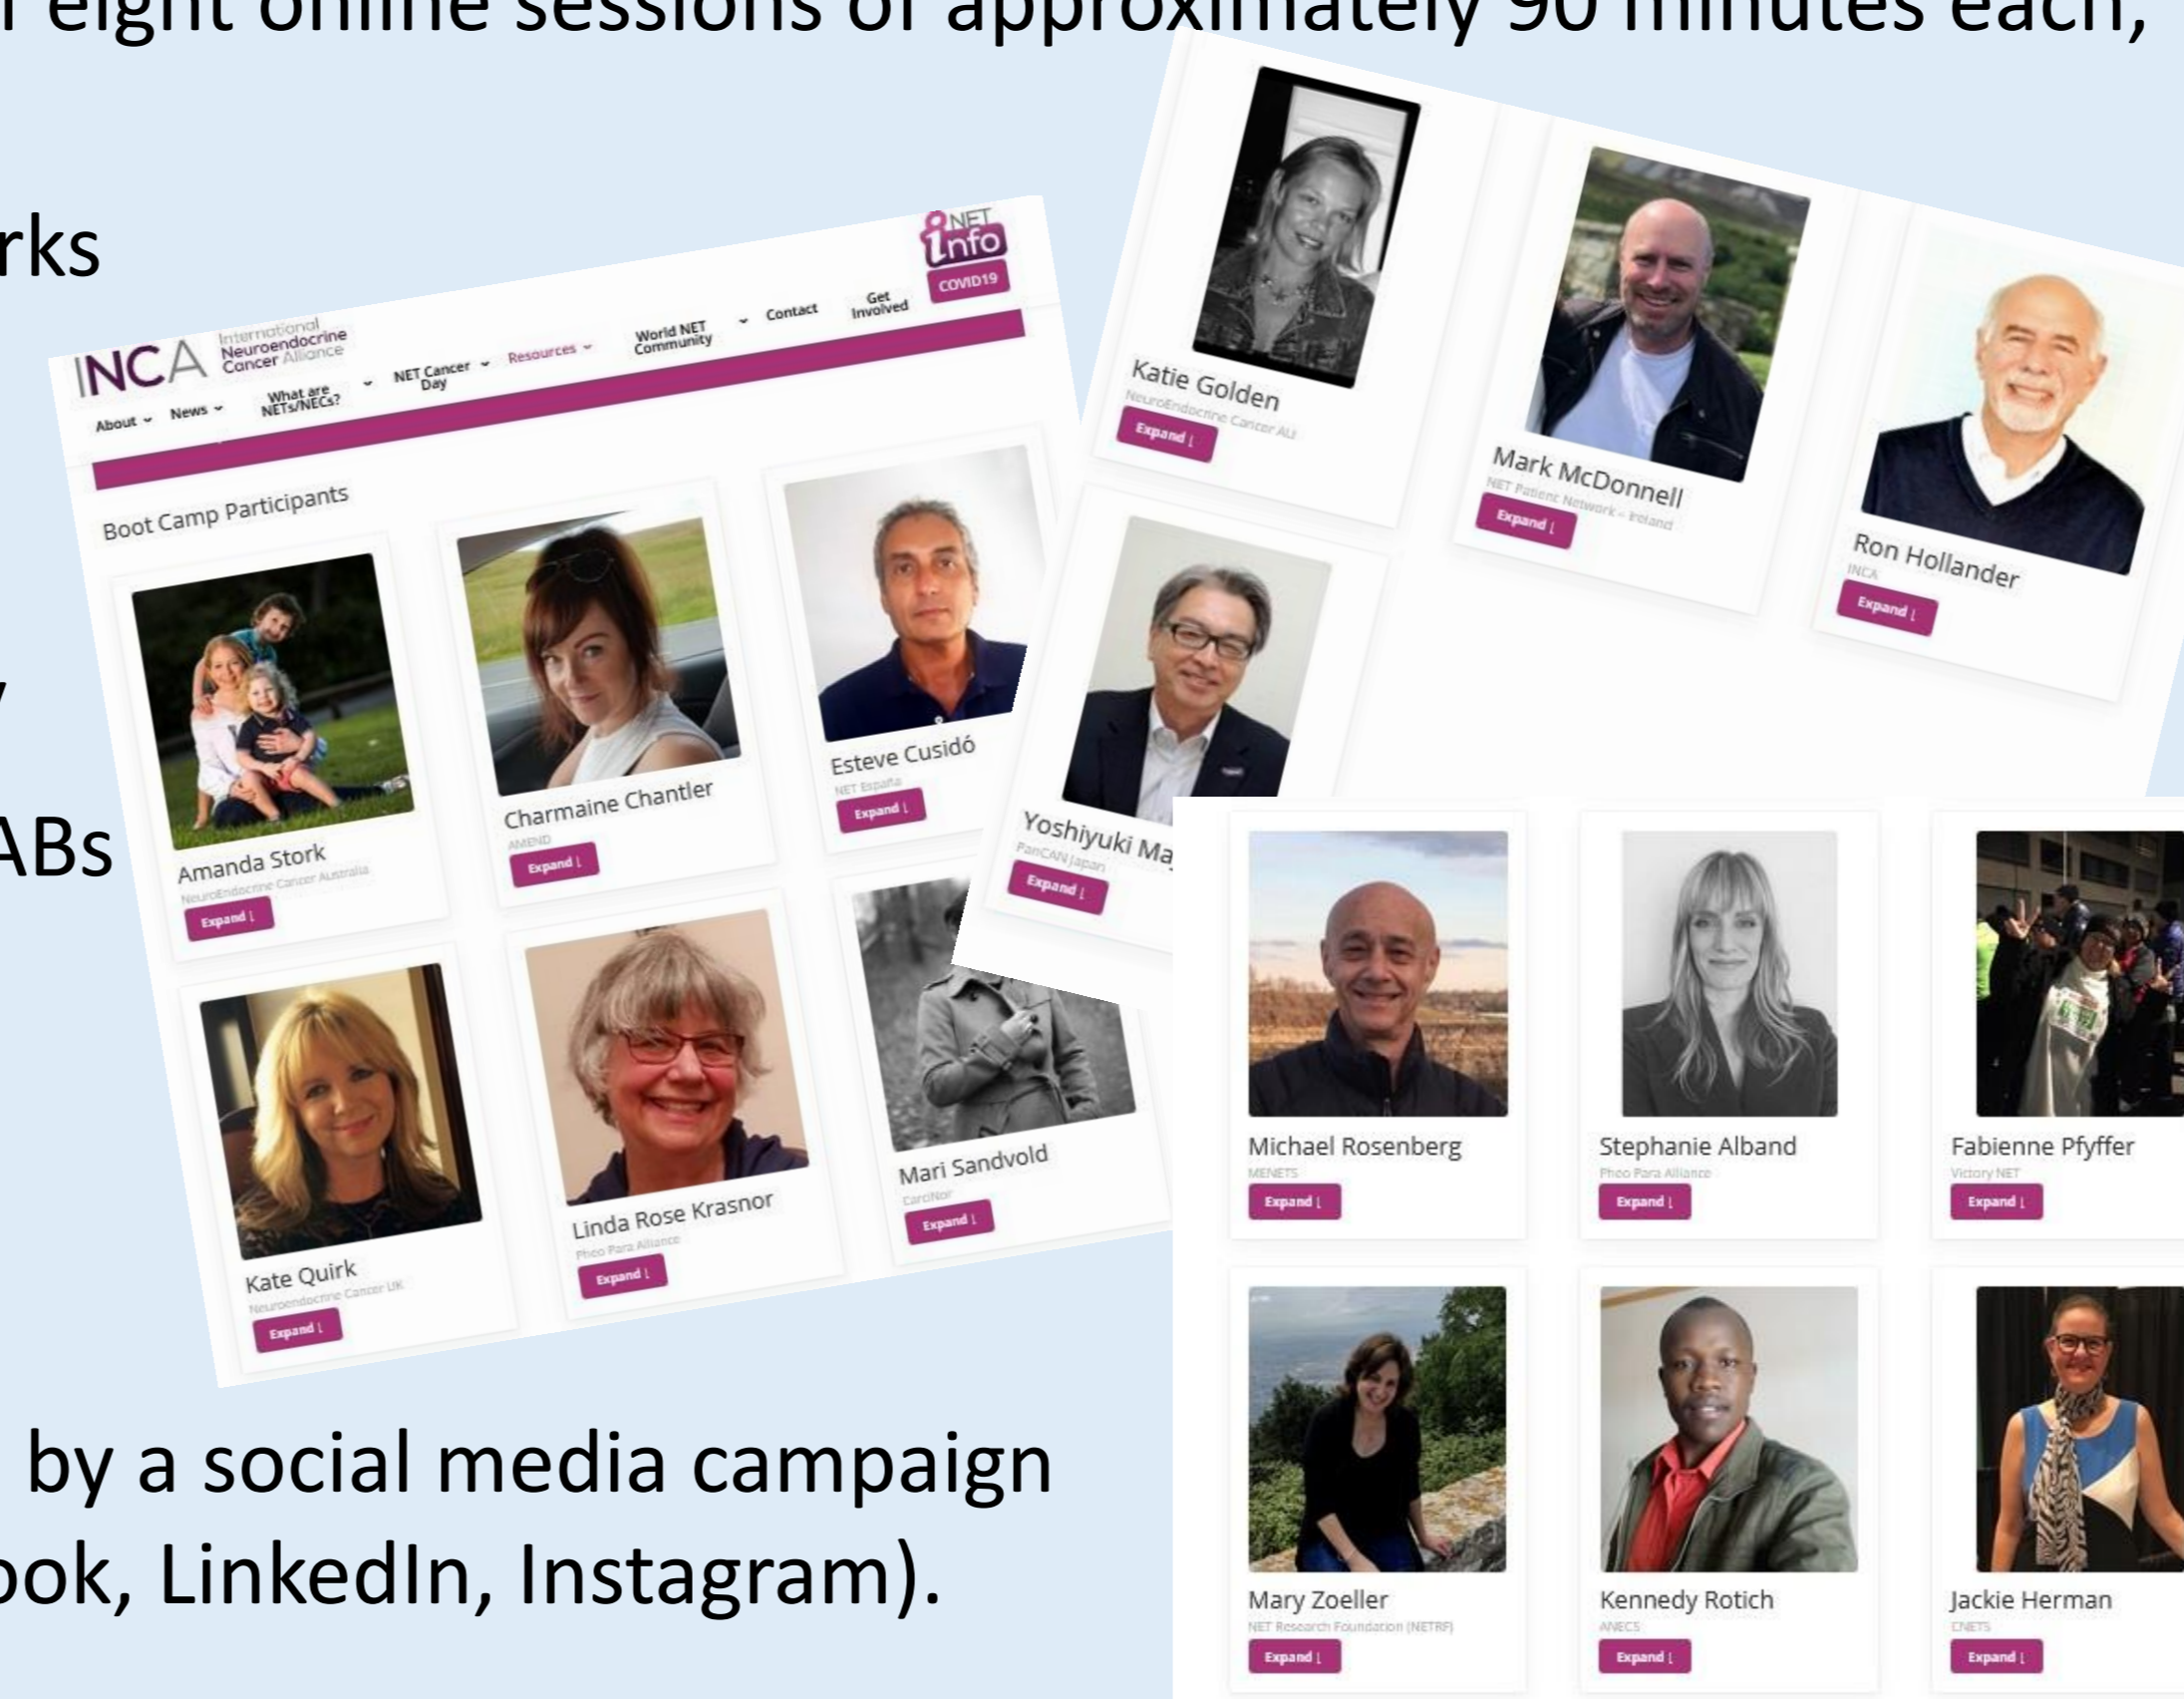 eight online sessions of approximately 90 minutes each,
rks
ABs
by a social media campaign
ook, LinkedIn, Instagram).
INCA
International
Neuroendocrine
Cancer Alliance
NET
info
COVID19
About
News
What are
NETs/NECs?
NET Cancer
Day
Resources
World NET
Community
Contact
Get
Involved
Boot Camp Participants
Amanda Stork
NeuroEndocrine Cancer Australia
Expand
Charmaine Chantler
AMEND
Expand
Esteve Cusidó
NET España
Expand
Kate Quirk
Neuroendocrine Cancer UK
Expand
Linda Rose Krasnor
Pheo Para Alliance
Expand
Mari Sandvold
CarciNor
Expand
Katie Golden
NeuroEndocrine Cancer AU
Expand
Mark McDonnell
NET Patient Network – Ireland
Expand
Ron Hollander
INCA
Expand
Yoshiyuki Ma
PanCAN Japan
Expand
Michael Rosenberg
MENETS
Expand
Stephanie Alband
Pheo Para Alliance
Expand
Fabienne Pfyffer
Victory NET
Expand
Mary Zoeller
NET Research Foundation (NETRF)
Expand
Kennedy Rotich
ANECS
Expand
Jackie Herman
CNETS
Expand